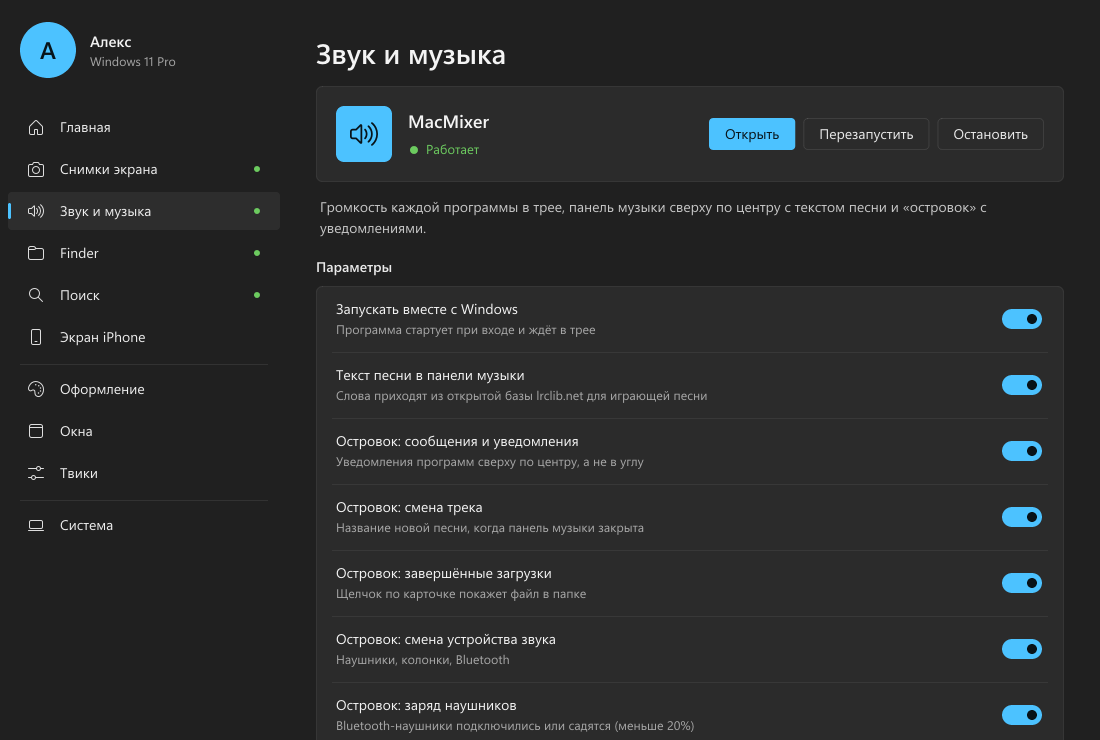 A
Алекс
Windows 11 Pro
Главная
Снимки экрана
Звук и музыка
Finder
Поиск
Экран iPhone
Оформление
Окна
Твики
Система
Звук и музыка
MacMixer
Работает
Открыть
Перезапустить
Остановить
Громкость каждой программы в трее, панель музыки сверху по центру с текстом песни и «островок» с
уведомлениями.
Параметры
Запускать вместе с Windows
Программа стартует при входе и ждёт в трее
Текст песни в панели музыки
Слова приходят из открытой базы lrclib.net для играющей песни
Островок: сообщения и уведомления
Уведомления программ сверху по центру, а не в углу
Островок: смена трека
Название новой песни, когда панель музыки закрыта
Островок: завершённые загрузки
Щелчок по карточке покажет файл в папке
Островок: смена устройства звука
Наушники, колонки, Bluetooth
Островок: заряд наушников
Bluetooth-наушники подключились или садятся (меньше 20%)